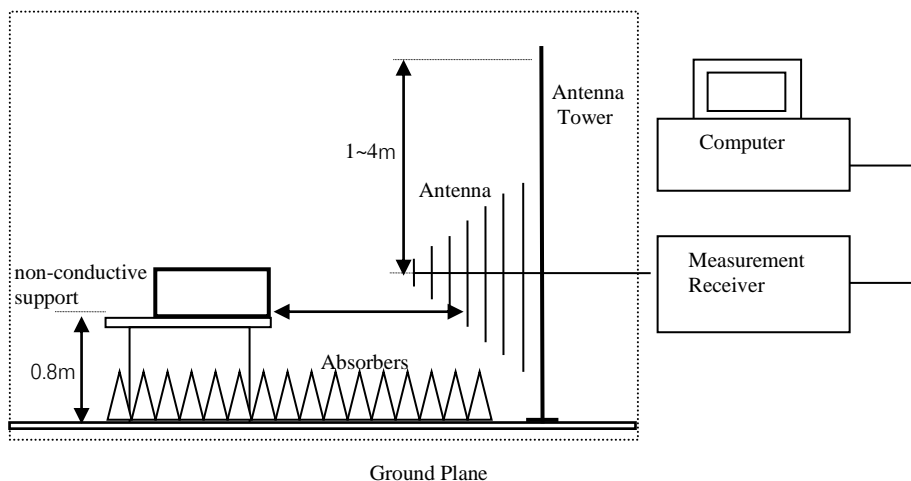 Antenna
Tower
1~4m
Computer
Antenna
Measurement
Receiver
non-conductive
support
0.8m
Absorbers
Ground Plane